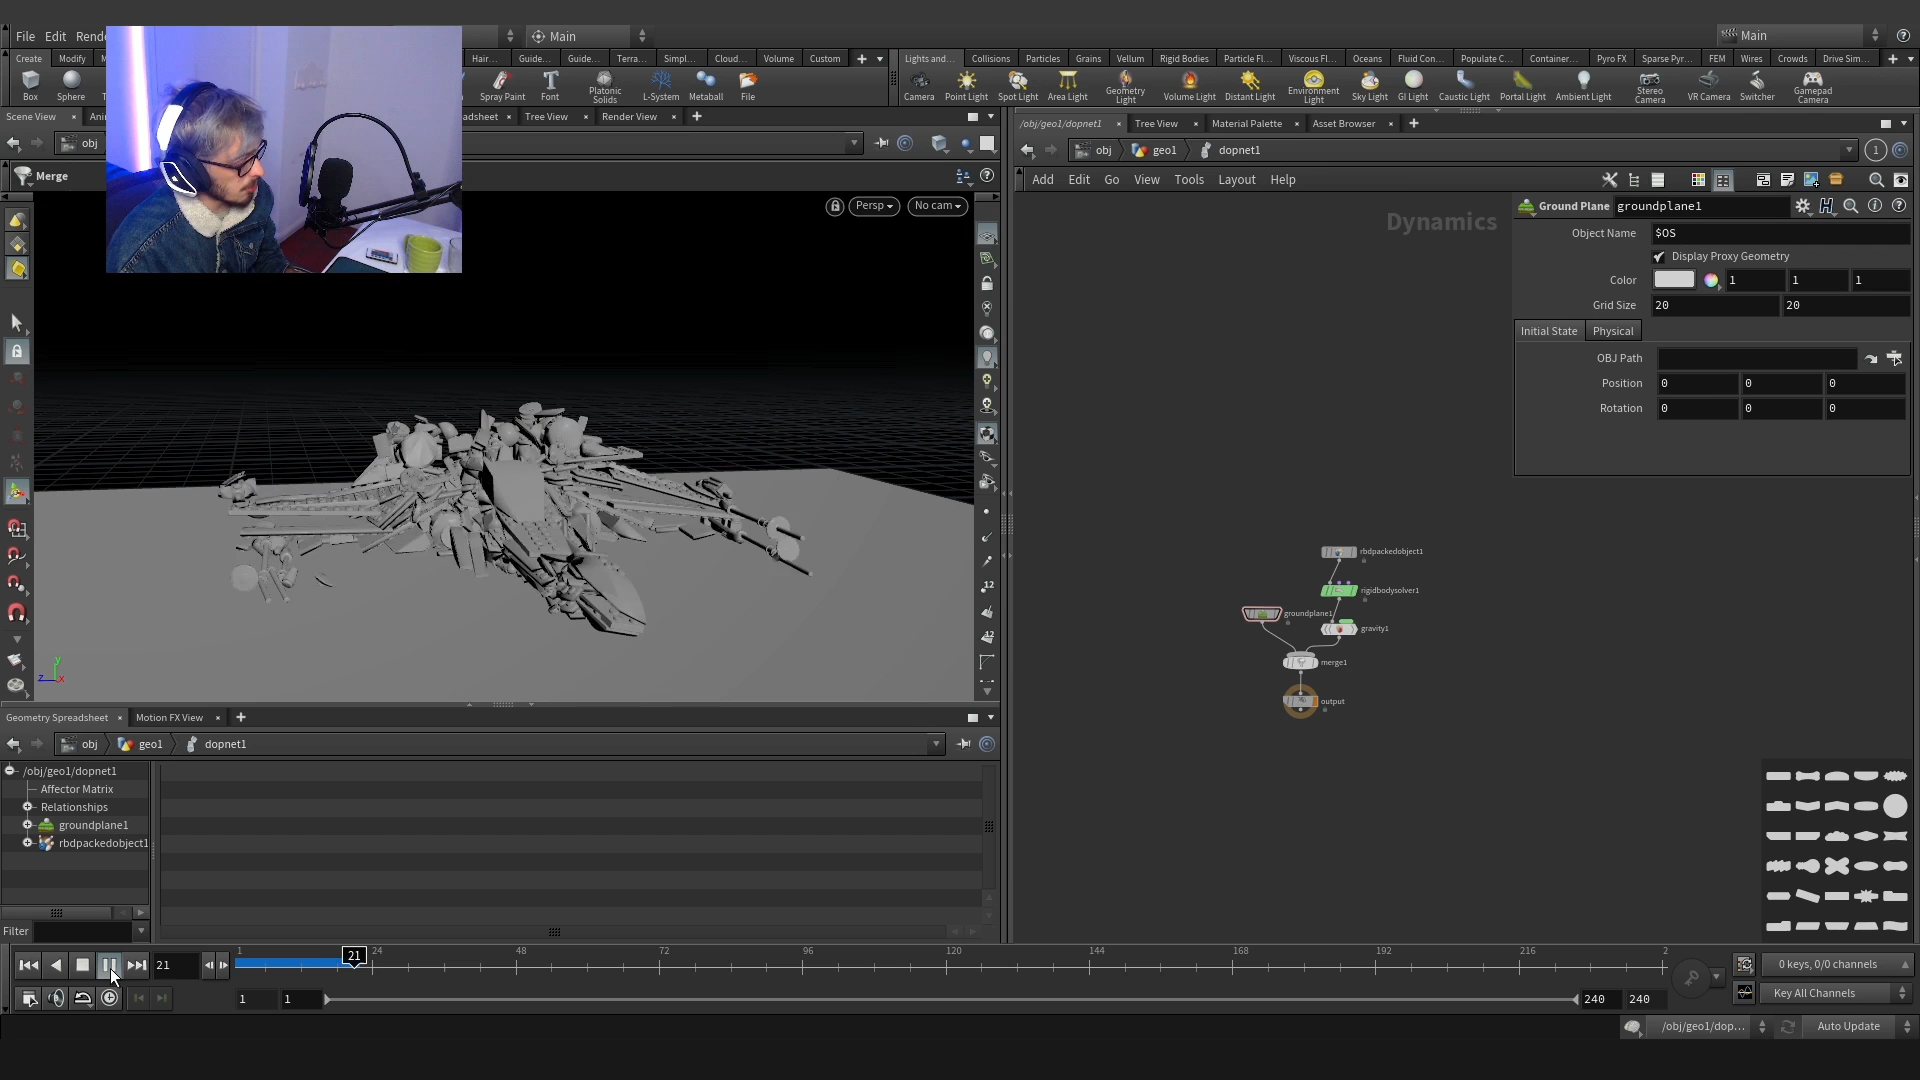 File Edit Rende
Main
Main
Create Modify M
Hair... Guide... Guide... Terra... Simpl... Cloud... Volume Custom
Lights and... Collisions Particles Grains Vellum Rigid Bodies Particle Fl... Viscous Fl... Oceans Fluid Con... Populate C... Container... Pyro FX Sparse Pyr... FEM Wires Crowds Drive Sim...
Box Sphere T
Spray Paint Font Platonic Solids L-System Metaball File
Camera Point Light Spot Light Area Light Geometry Light Volume Light Distant Light Environment Light Sky Light GI Light Caustic Light Portal Light Ambient Light Stereo Camera VR Camera Switcher Gamepad Camera
Scene View Ani
eadsheet Tree View Render View
/obj/geo1/dopnet1 Tree View Material Palette Asset Browser
obj
obj geo1 dopnet1
1
Merge
Add Edit Go View Tools Layout Help
Persp No cam
Dynamics
Ground Plane groundplane1
Object Name $OS
Display Proxy Geometry
Color 1 1 1
Grid Size 20 20
Initial State Physical
OBJ Path
Position 0 0 0
Rotation 0 0 0
rbdpackedobject1
rigidbodysolver1
groundplane1
gravity1
merge1
output
12
12
y
z x
Geometry Spreadsheet Motion FX View
obj geo1 dopnet1
/obj/geo1/dopnet1
Affector Matrix
Relationships
groundplane1
rbdpackedobject1
Filter
21
1 21 24 48 72 96 120 144 168 192 216 2
0 keys, 0/0 channels
1 1 240 240
Key All Channels
/obj/geo1/dop...
Auto Update